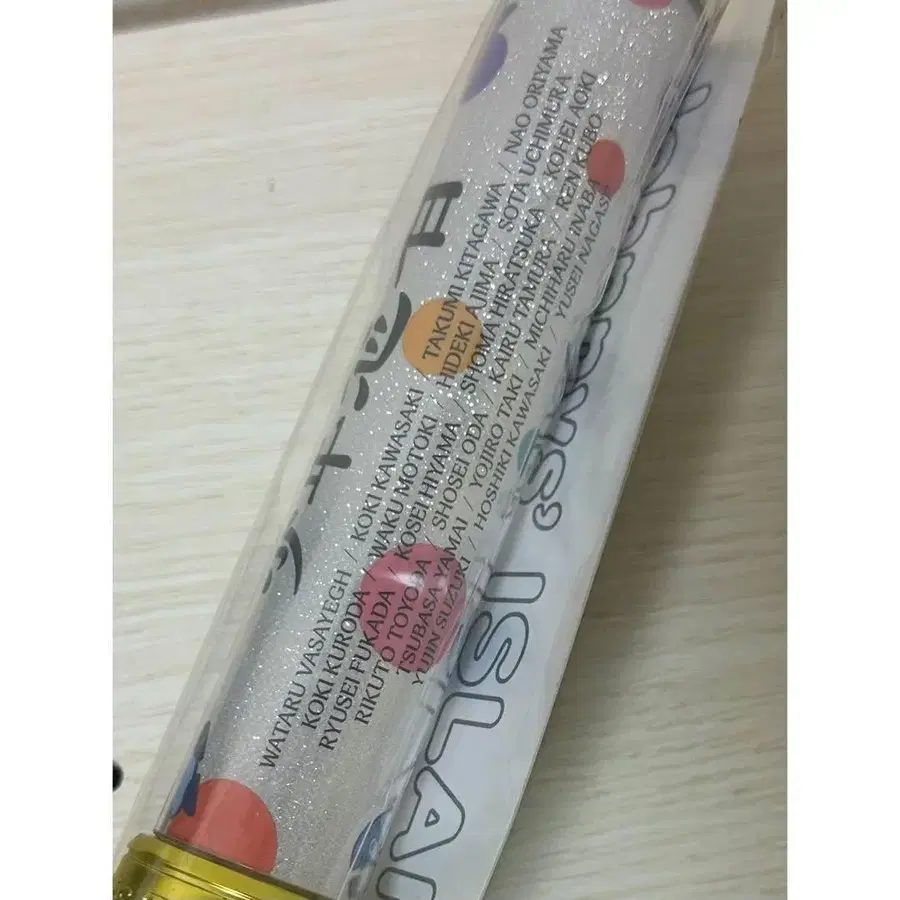 WATARU VASAYEGH / KOKI KAWASAKI / TAKUMI KITAGAWA / NAO ORIYAMA
KOKI KURODA / WAKU MOTOKI / HIDEKI AJIMA / SOTA UCHIMURA
RYUSEI FUKADA / KOSEI HIYAMA / SHOMA HIRATSUKA / KOHEI AOKI
RIKUTO TOYODA / SHOSEI ODA / KAIRU TAMURA / REN KUBO
TSUBASA YAMAI / YOJIRO TAKI / MICHIHARU INABA
YUJIN SUZUKI / HOSHIKI KAWASAKI / YUSEI NAGASE
Johnnys' ISLAN